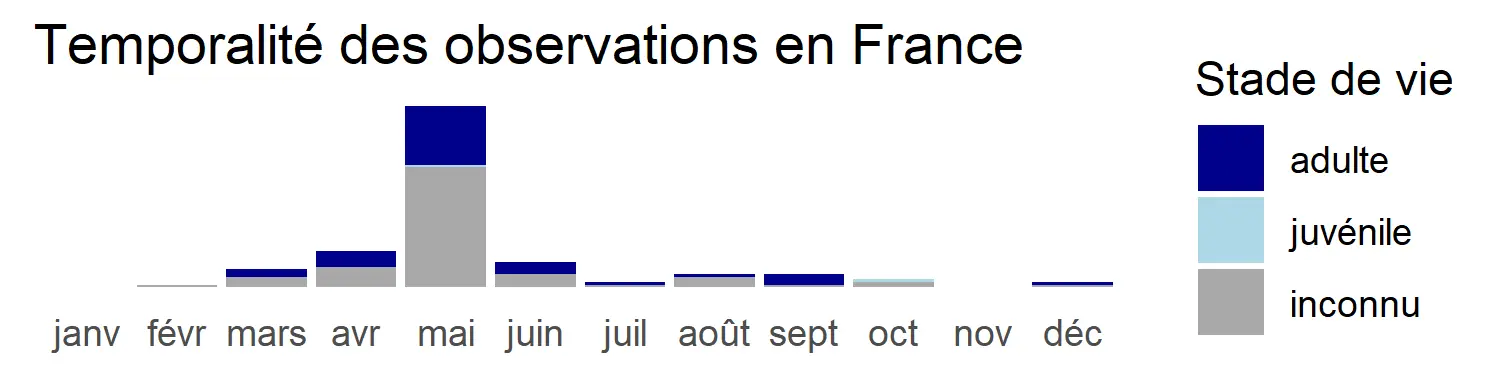 Temporalité des observations en France
Stade de vie
adulte
juvénile
inconnu
janv févr mars avr mai juin juil août sept oct nov déc